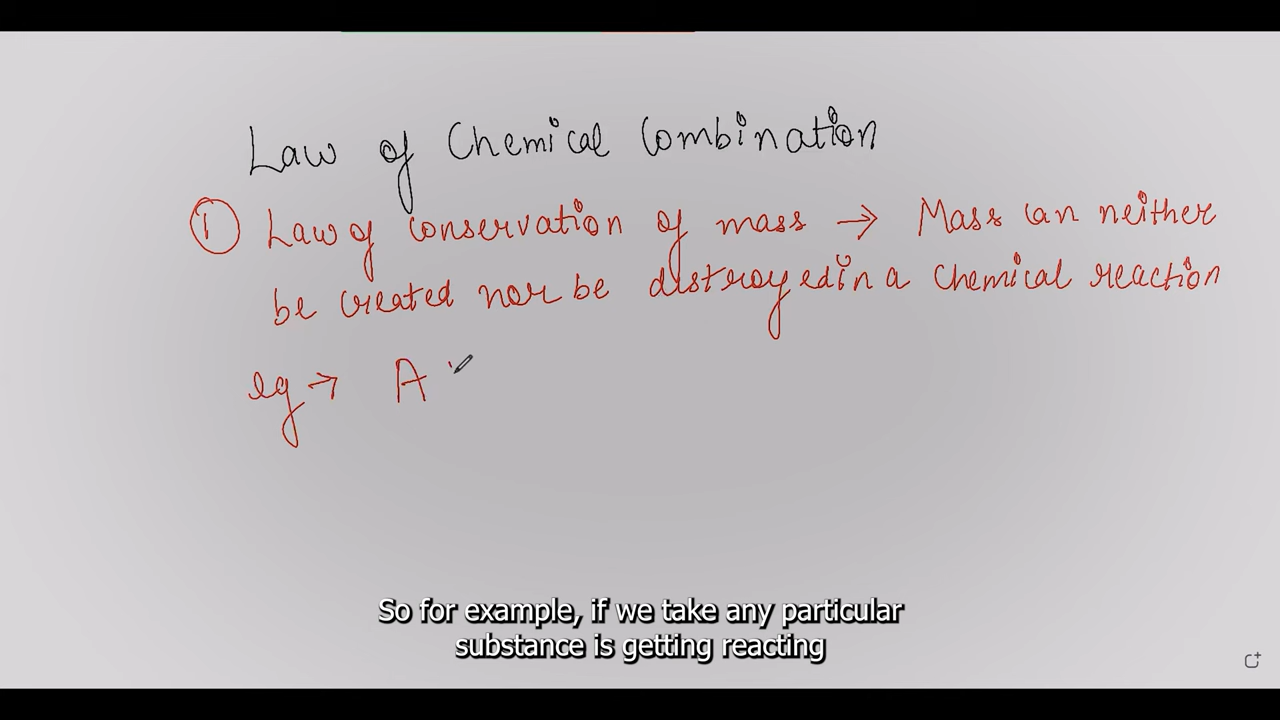 Law of Chemical Combination
① Law of conservation of mass → Mass can neither
be created nor be distroyed in a chemical reaction
eg → A
So for example, if we take any particular
substance is getting reacting